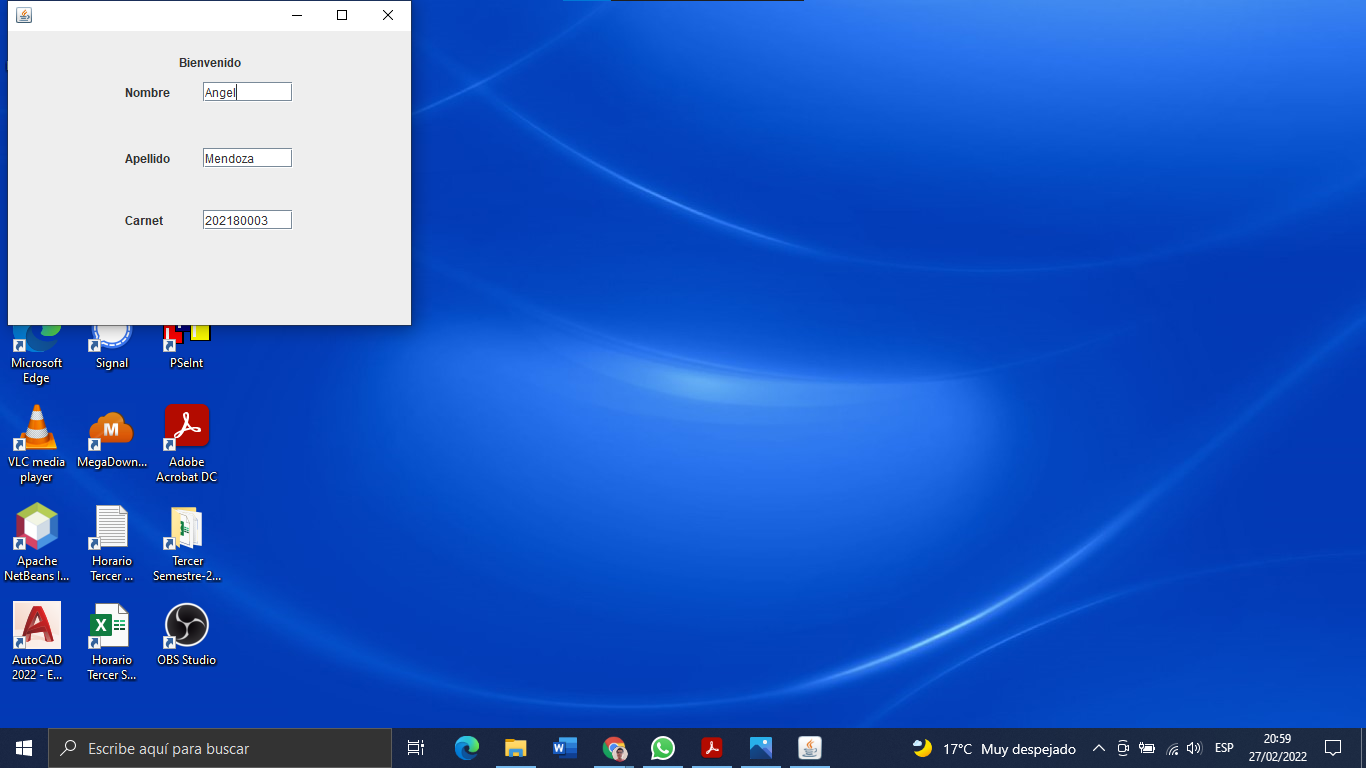 Bienvenido
Nombre Angel
Apellido Mendoza
Carnet 202180003
Microsoft Edge
Signal
PSeInt
VLC media player
MegaDown...
Adobe Acrobat DC
Apache NetBeans I...
Horario Tercer ...
Tercer Semestre-2...
AutoCAD 2022 - E...
Horario Tercer S...
OBS Studio
Escribe aquí para buscar
17°C Muy despejado
ESP
20:59
27/02/2022